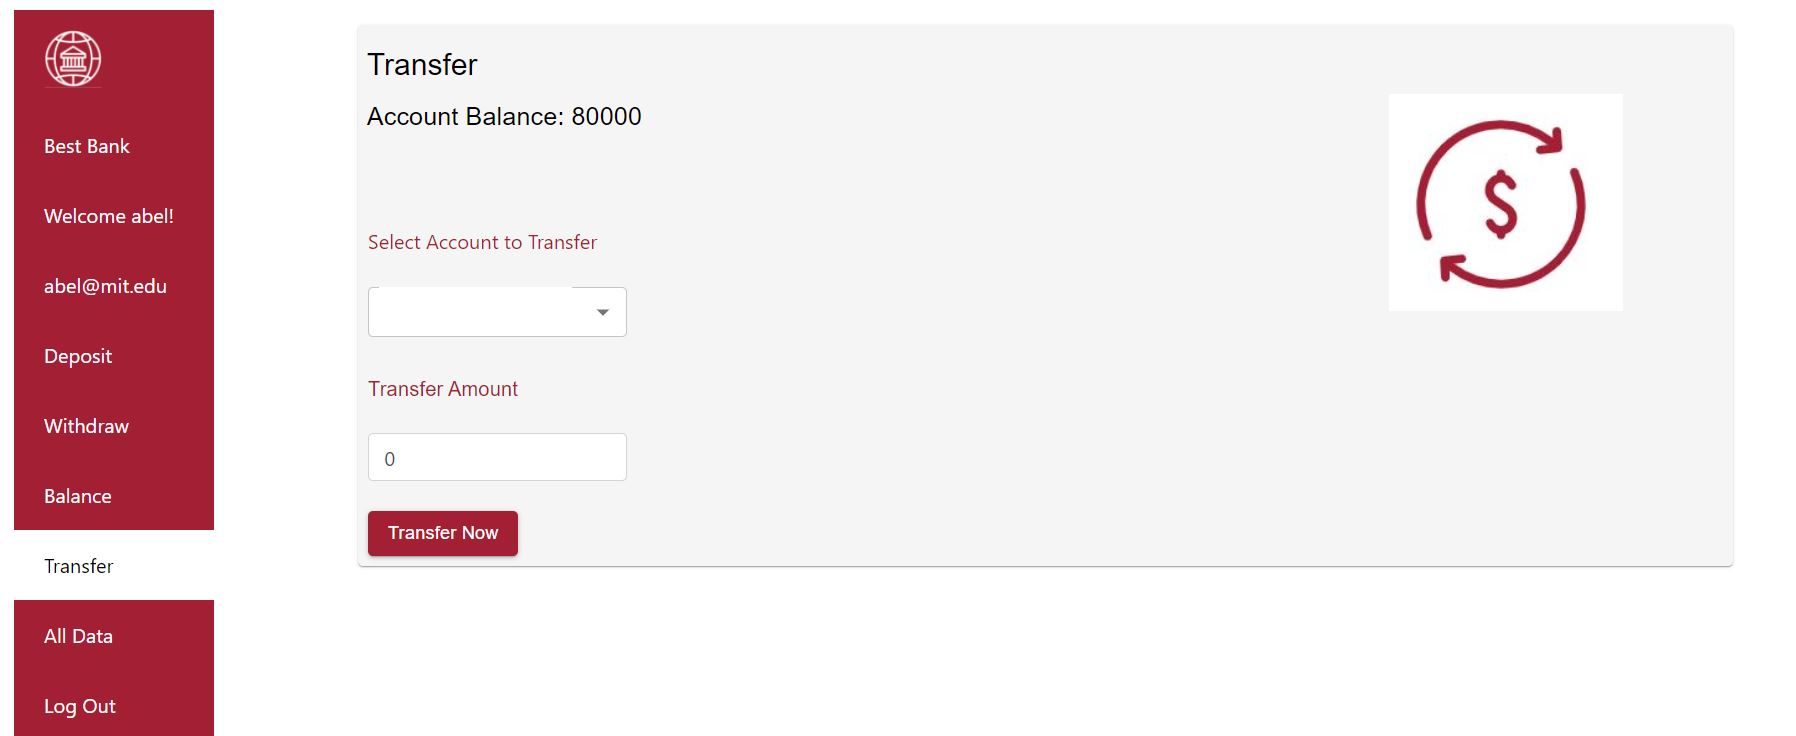 Best Bank
Welcome abel!
abel@mit.edu
Deposit
Withdraw
Balance
Transfer
All Data
Log Out
Transfer
Account Balance: 80000
Select Account to Transfer
Transfer Amount
0
Transfer Now
$